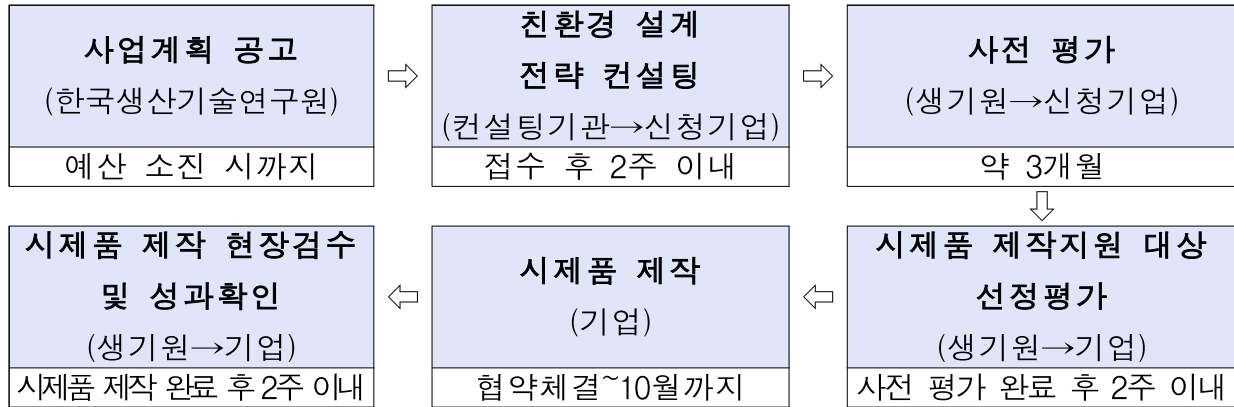 사업계획 공고
(한국생산기술연구원)
예산 소진 시까지
친환경 설계
전략 컨설팅
(컨설팅기관→신청기업)
접수 후 2주 이내
사전 평가
(생기원→신청기업)
약 3개월
시제품 제작지원 대상
선정평가
(생기원→기업)
사전 평가 완료 후 2주 이내
시제품 제작
(기업)
협약체결~10월까지
시제품 제작 현장검수
및 성과확인
(생기원→기업)
시제품 제작 완료 후 2주 이내